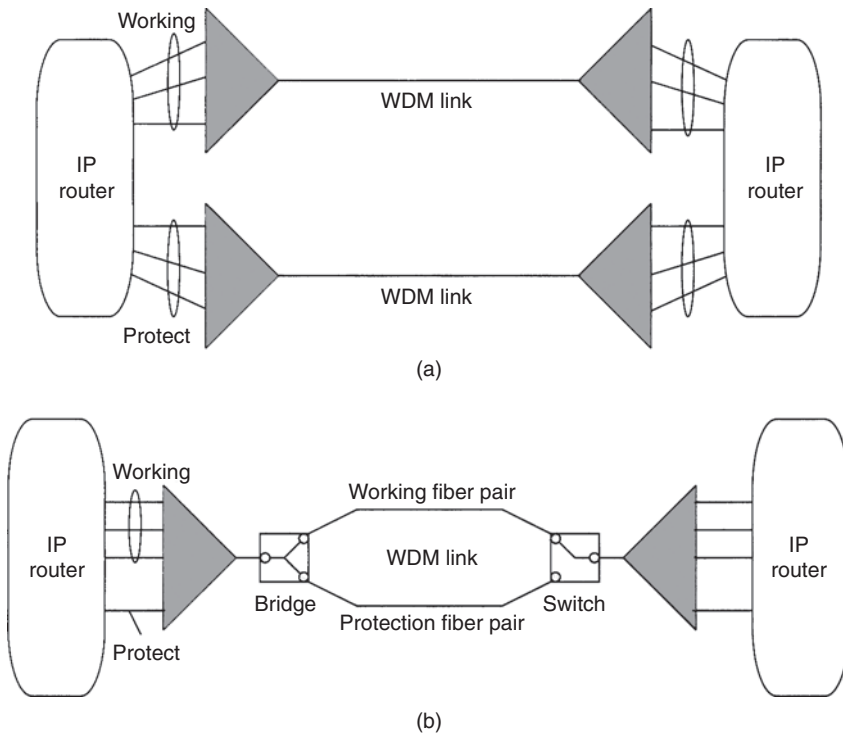 Working
IP
router
WDM link
IP
router
WDM link
Protect
(a)
Working
Working fiber pair
IP
router
WDM link
IP
router
Bridge
Switch
Protection fiber pair
Protect
(b)